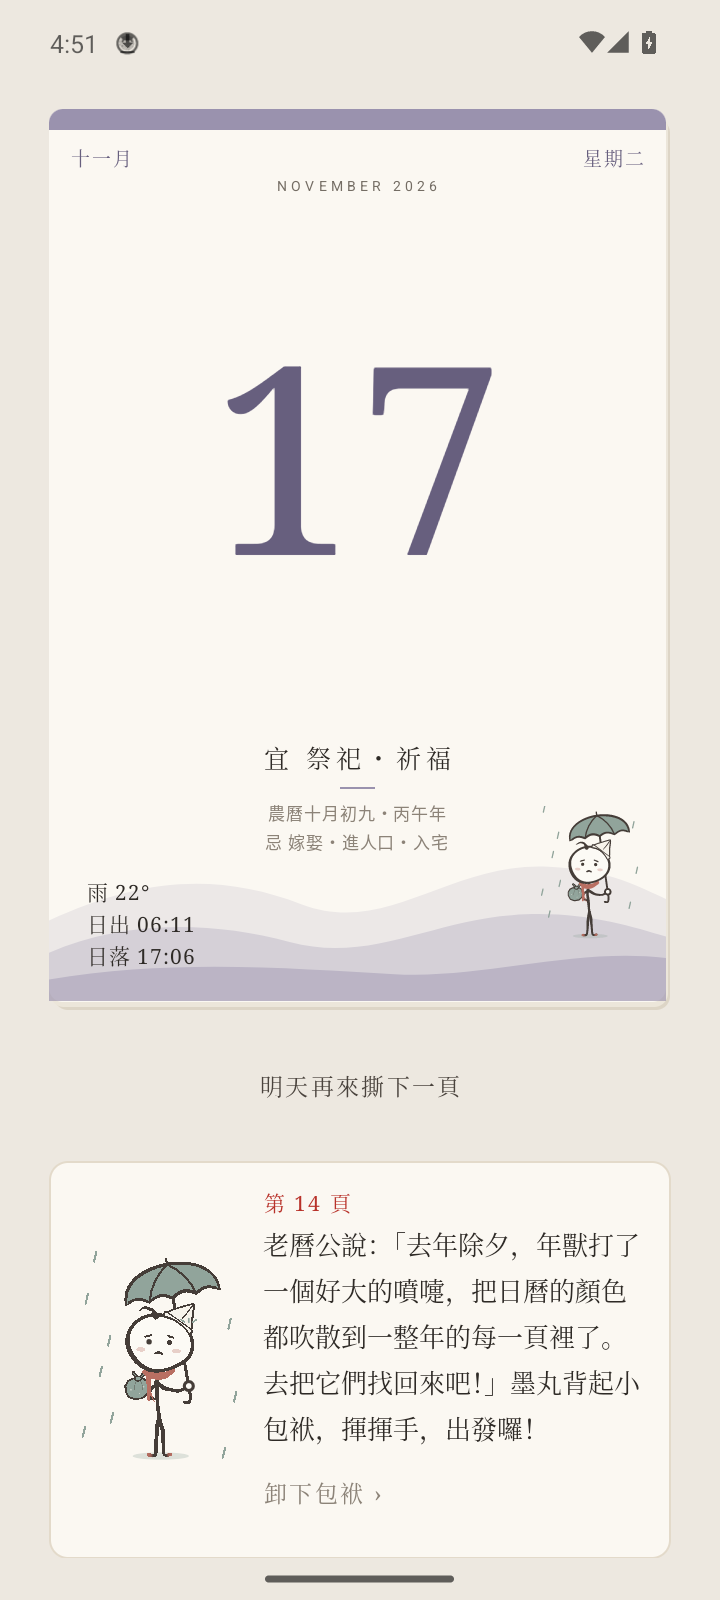 4:51
十一月
星期二
NOVEMBER 2026
17
宜 祭祀・祈福
農曆十月初九・丙午年
忌 嫁娶・進人口・入宅
雨 22°
日出 06:11
日落 17:06
明天再來撕下一頁
第 14 頁
老曆公說：「去年除夕，年獸打了
一個好大的噴嚏，把日曆的顏色
都吹散到一整年的每一頁裡了。
去把它們找回來吧！」墨丸背起小
包袱，揮揮手，出發囉！
卸下包袱 ›